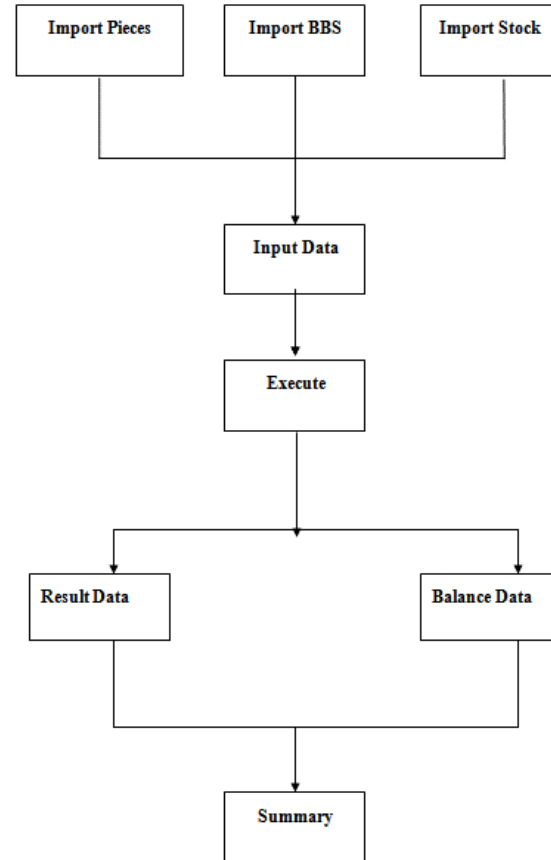 Import Pieces
Import BBS
Import Stock
Input Data
Execute
Result Data
Balance Data
Summary